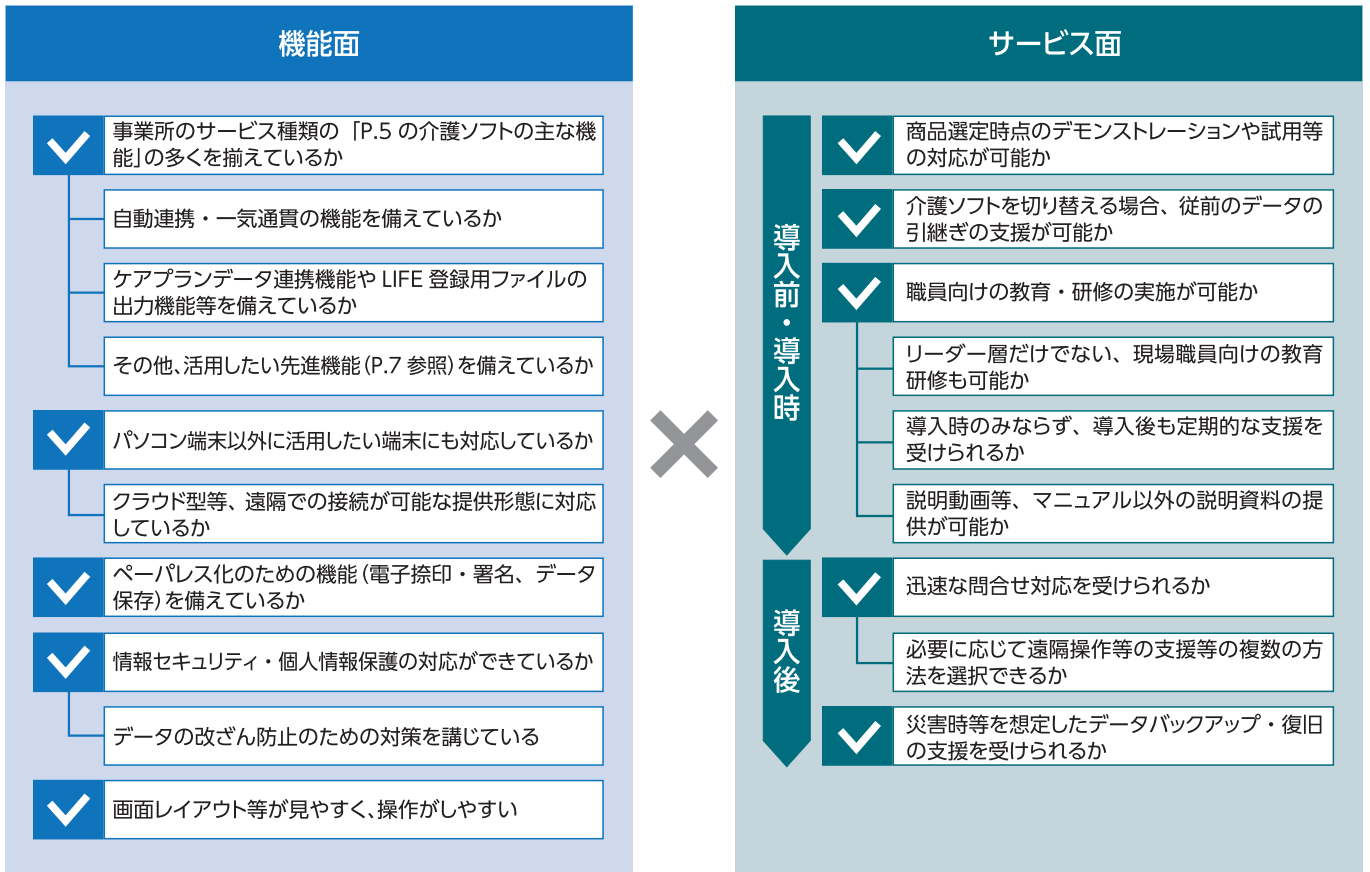 機能面
事業所のサービス種類の「P.5 の介護ソフトの主な機
能」の多くを揃えているか
自動連携・一気通貫の機能を備えているか
ケアプランデータ連携機能や LIFE 登録用ファイルの
出力機能等を備えているか
その他、活用したい先進機能（P.7 参照）を備えているか
パソコン端末以外に活用したい端末にも対応しているか
クラウド型等、遠隔での接続が可能な提供形態に対応
しているか
ペーパレス化のための機能（電子捺印・署名、データ
保存）を備えているか
情報セキュリティ・個人情報保護の対応ができているか
データの改ざん防止のための対策を講じている
画面レイアウト等が見やすく、操作がしやすい
サービス面
導入前・導入時
商品選定時点のデモンストレーションや試用等
の対応が可能か
介護ソフトを切り替える場合、従前のデータの
引継ぎの支援が可能か
職員向けの教育・研修の実施が可能か
リーダー層だけでない、現場職員向けの教育
研修も可能か
導入時のみならず、導入後も定期的な支援を
受けられるか
説明動画等、マニュアル以外の説明資料の提
供が可能か
導入後
迅速な問合せ対応を受けられるか
必要に応じて遠隔操作等の支援等の複数の方
法を選択できるか
災害時等を想定したデータバックアップ・復旧
の支援を受けられるか